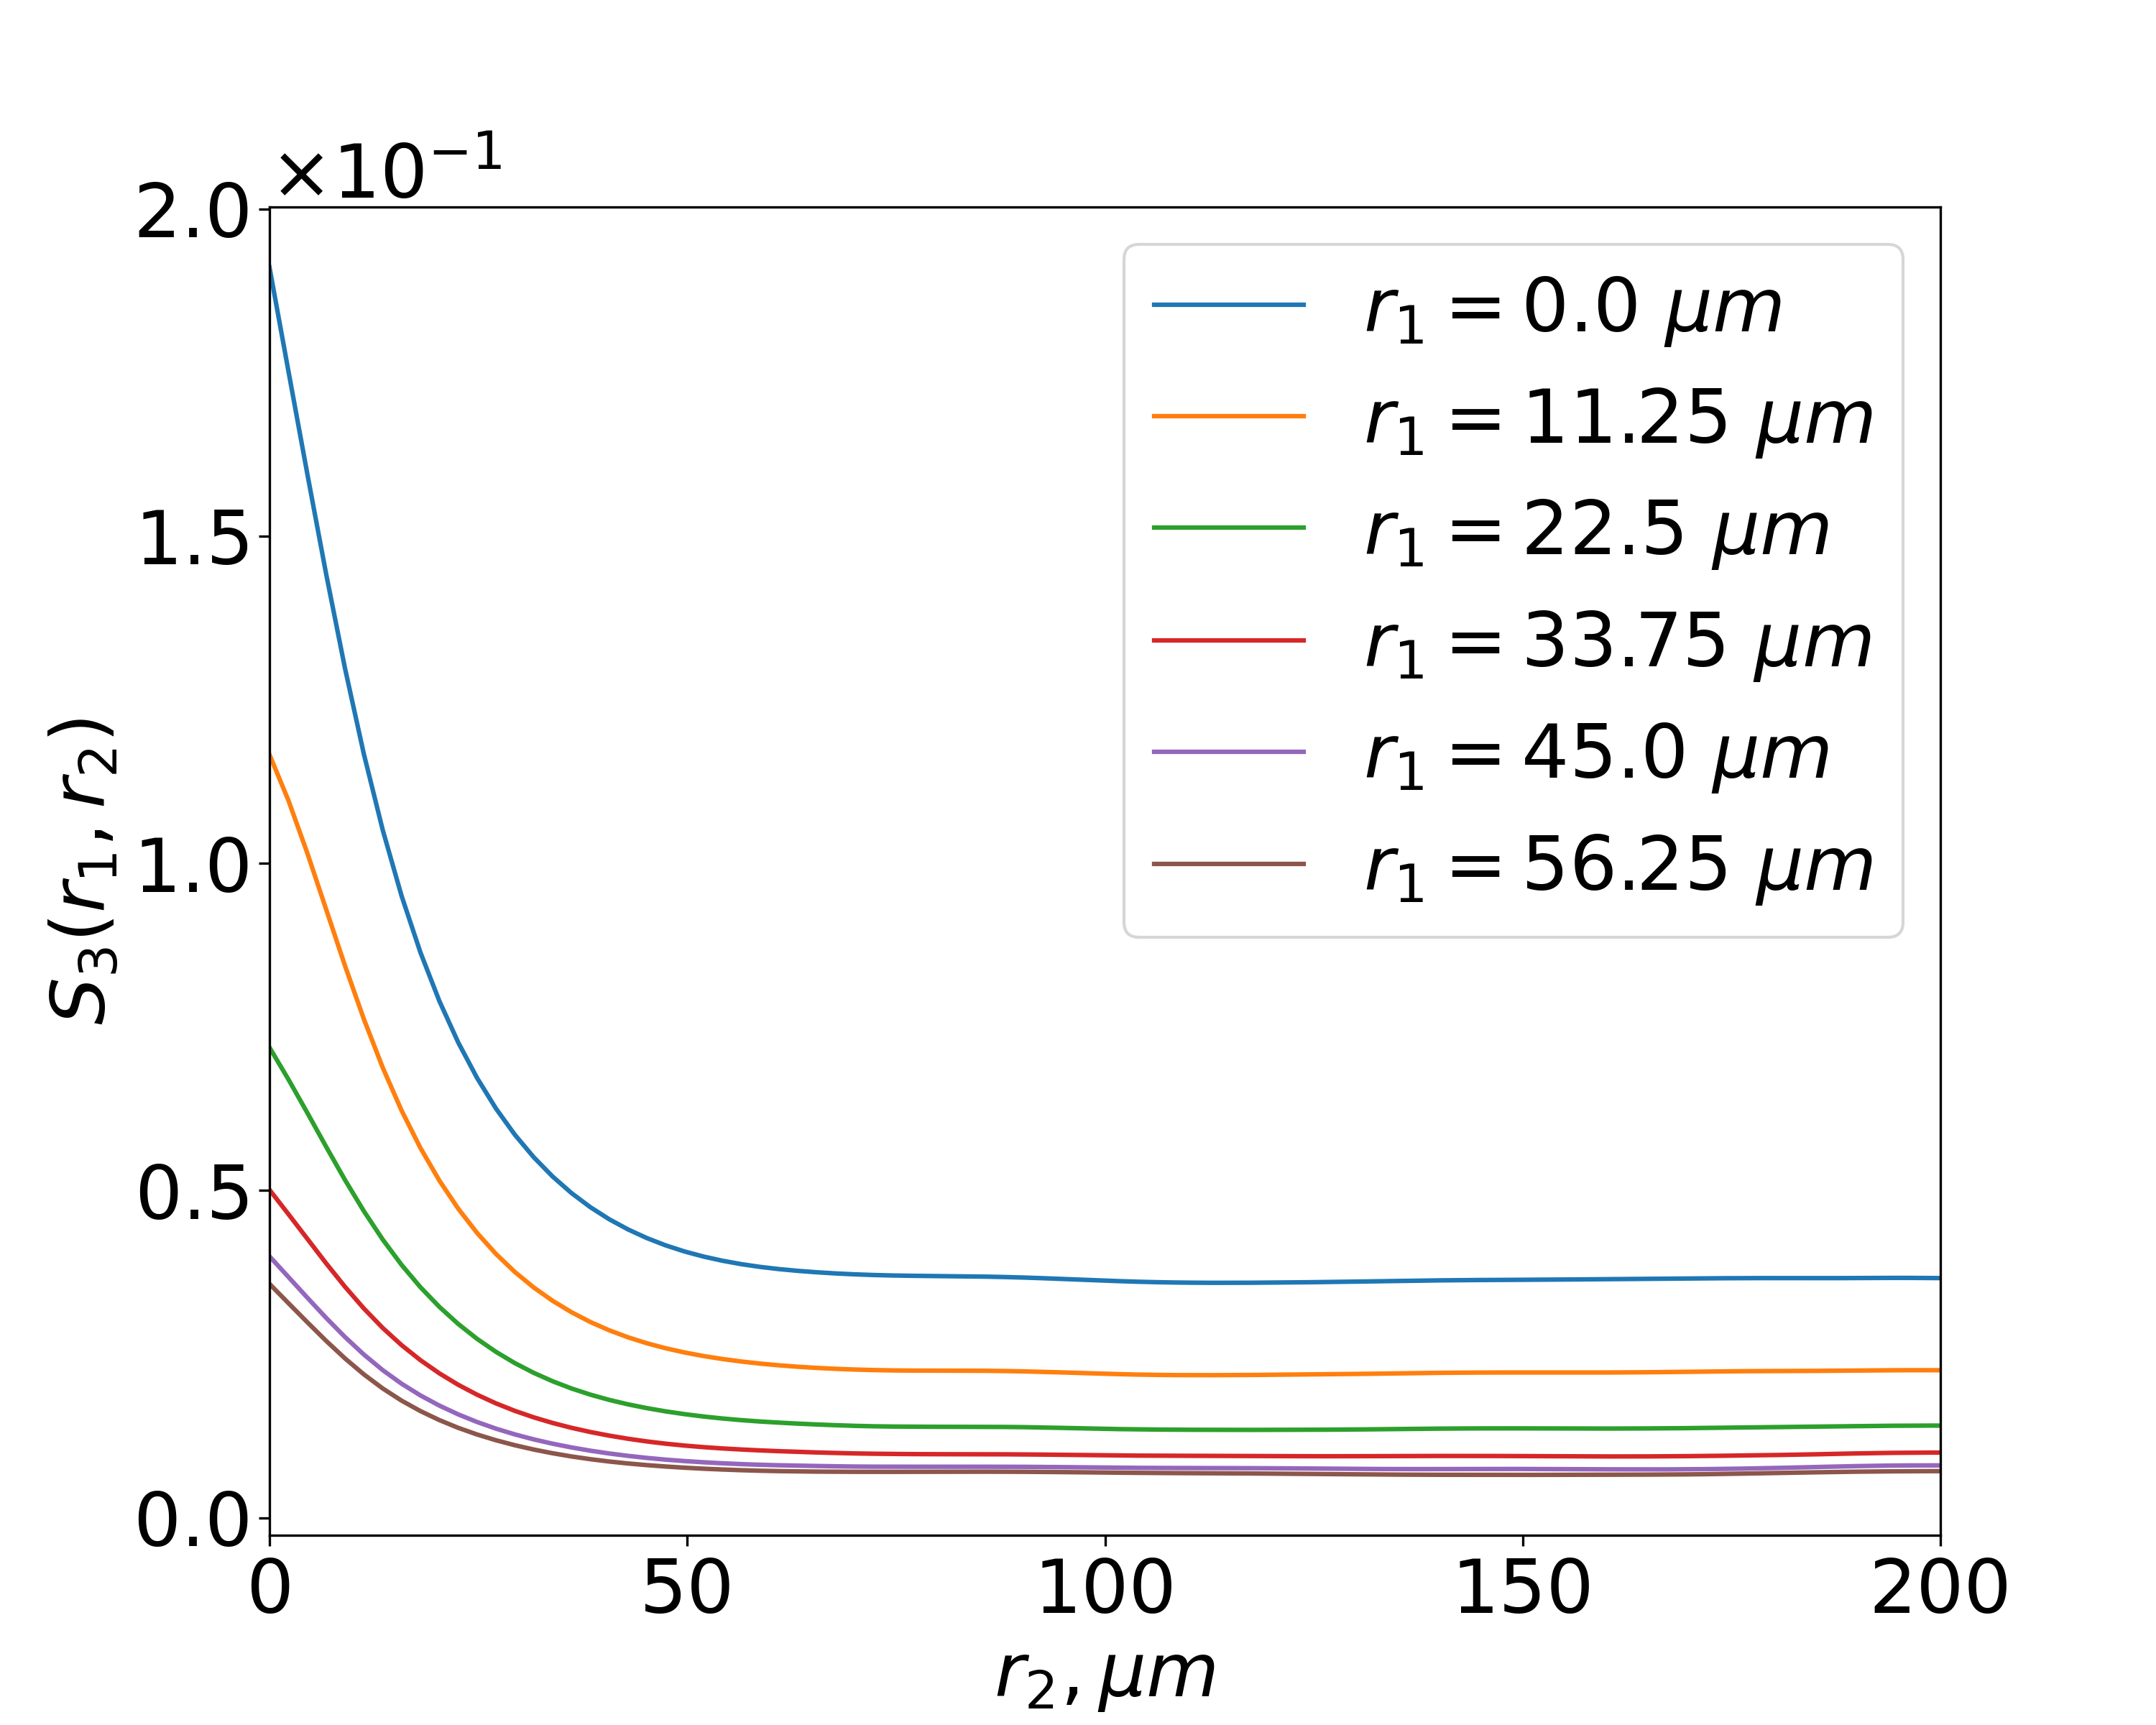 ×10⁻¹
2.0
1.5
1.0
0.5
0.0
S₃(r₁, r₂)
r₁ = 0.0 μm
r₁ = 11.25 μm
r₁ = 22.5 μm
r₁ = 33.75 μm
r₁ = 45.0 μm
r₁ = 56.25 μm
0 50 100 150 200
r₂, μm